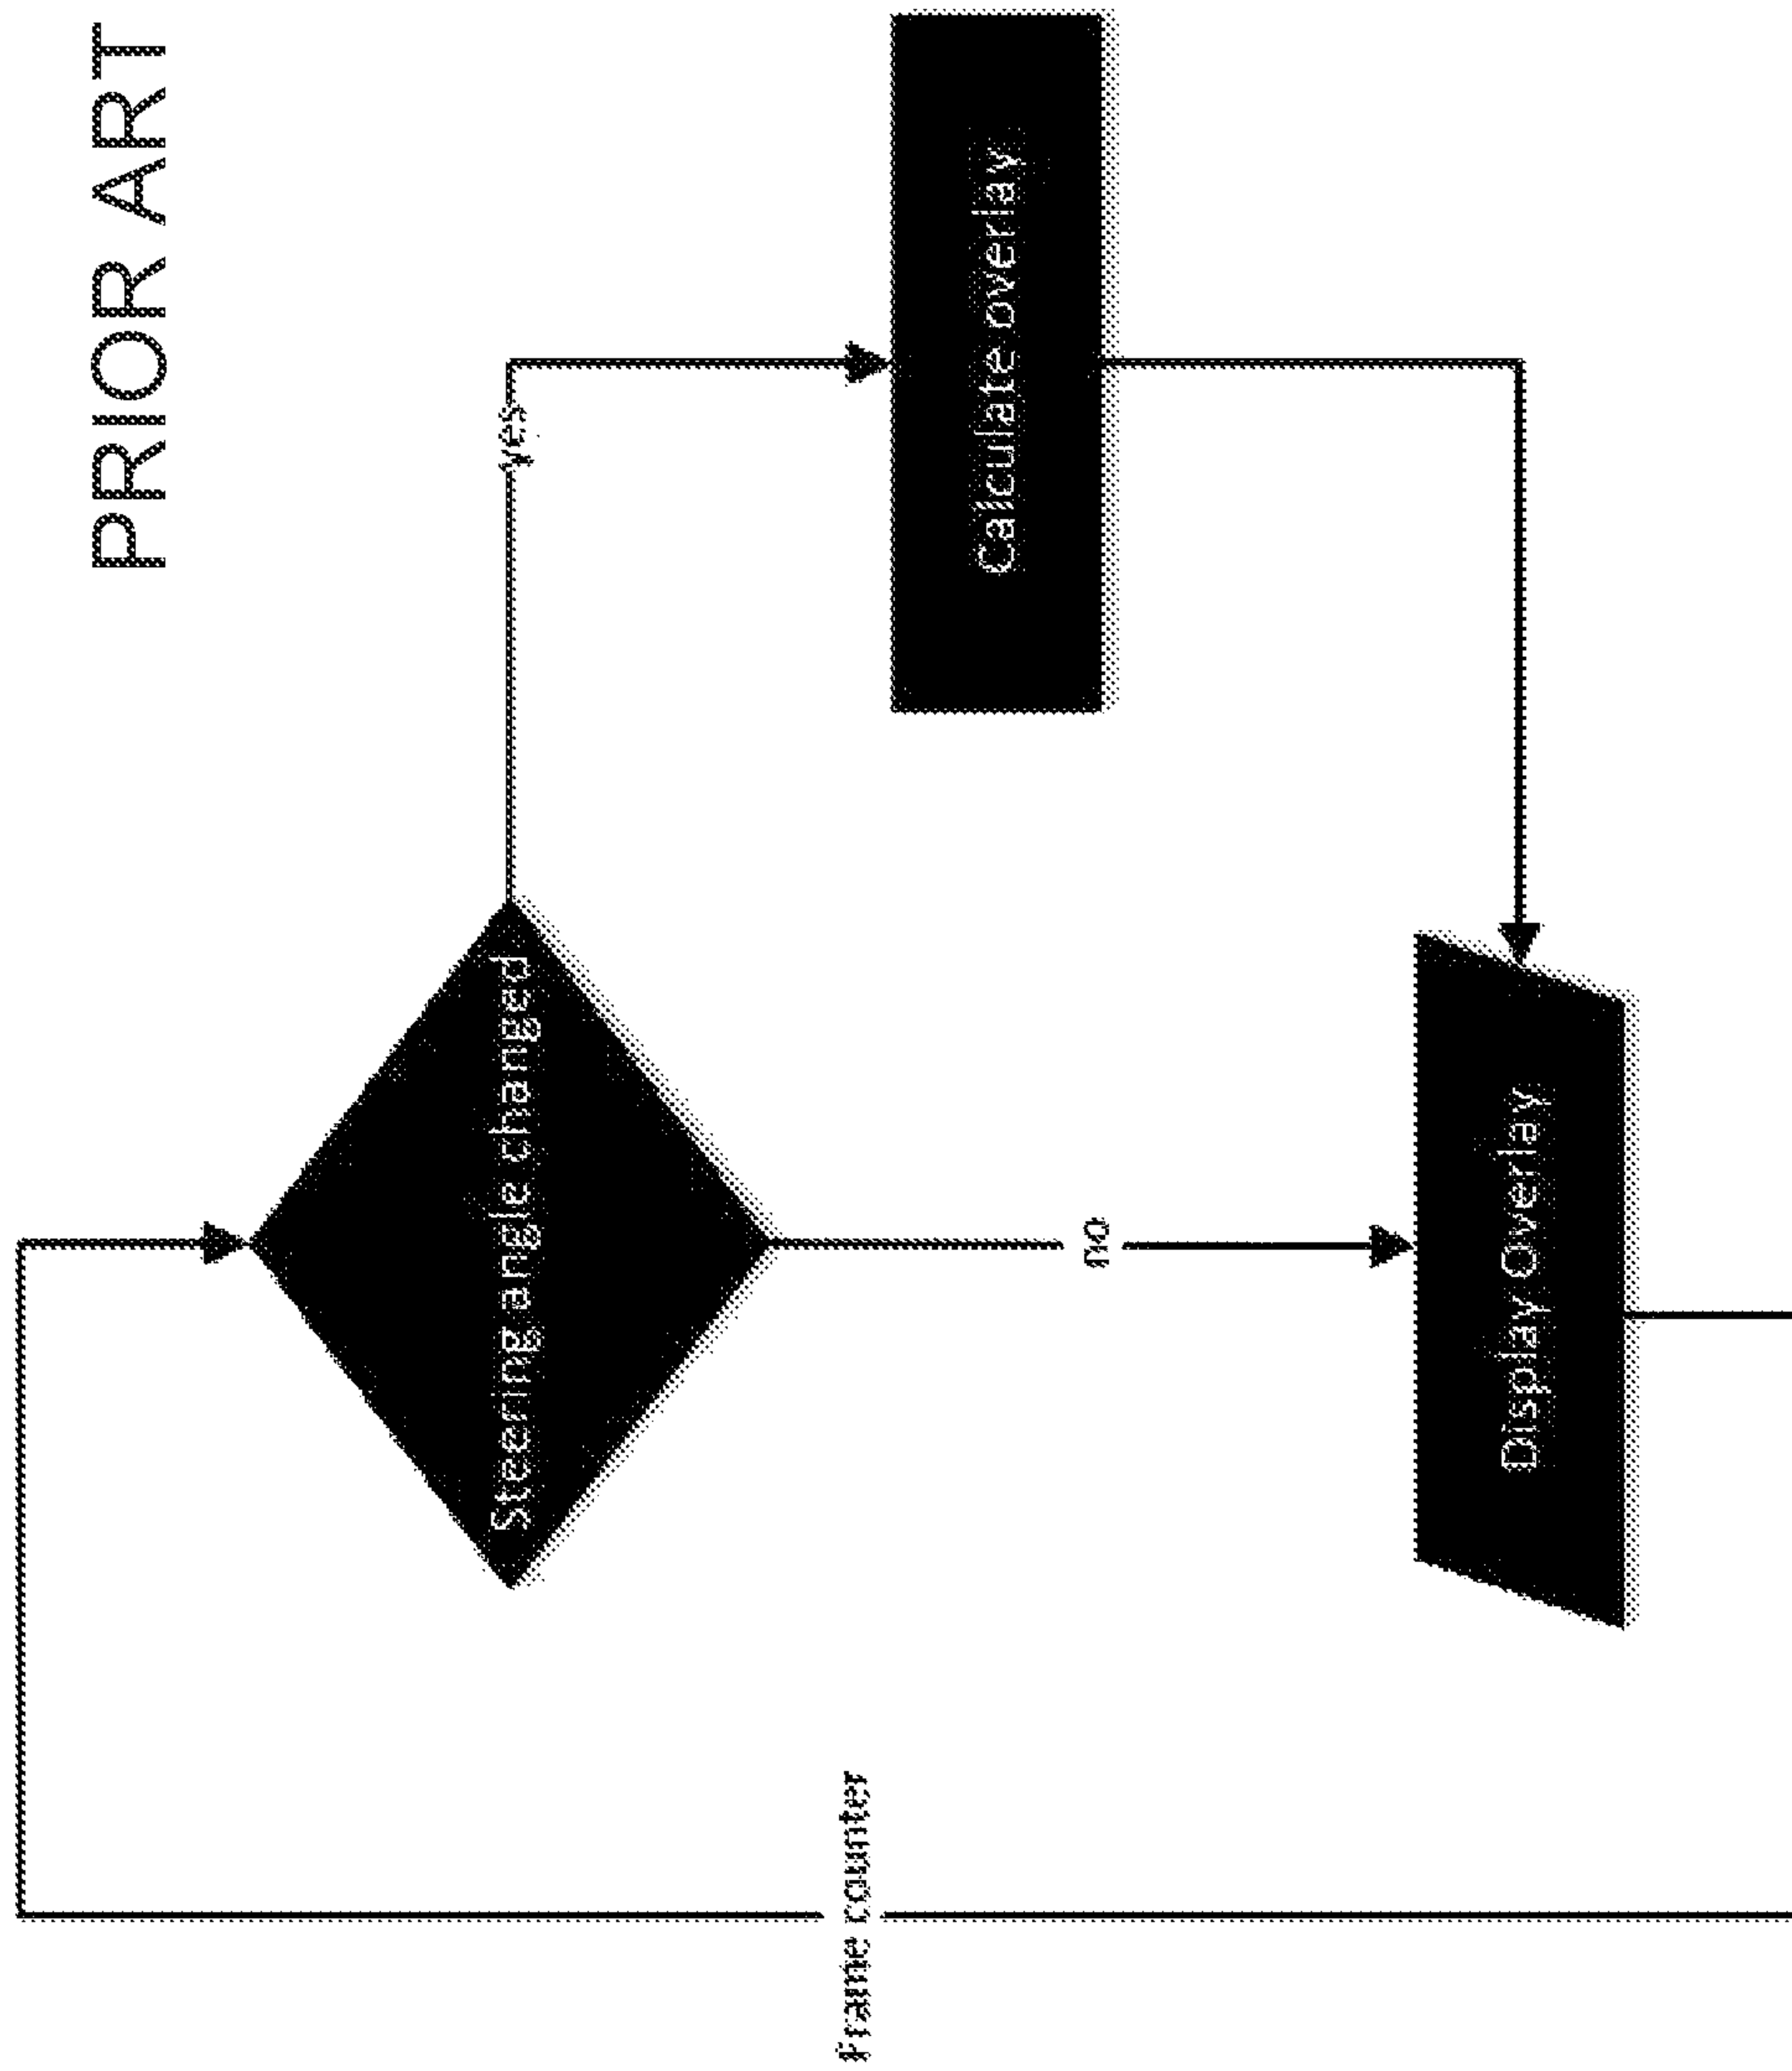 PRIOR ART
Steering angle changed
yes
Calculate overlay
no
Display Overlay
Frame counter